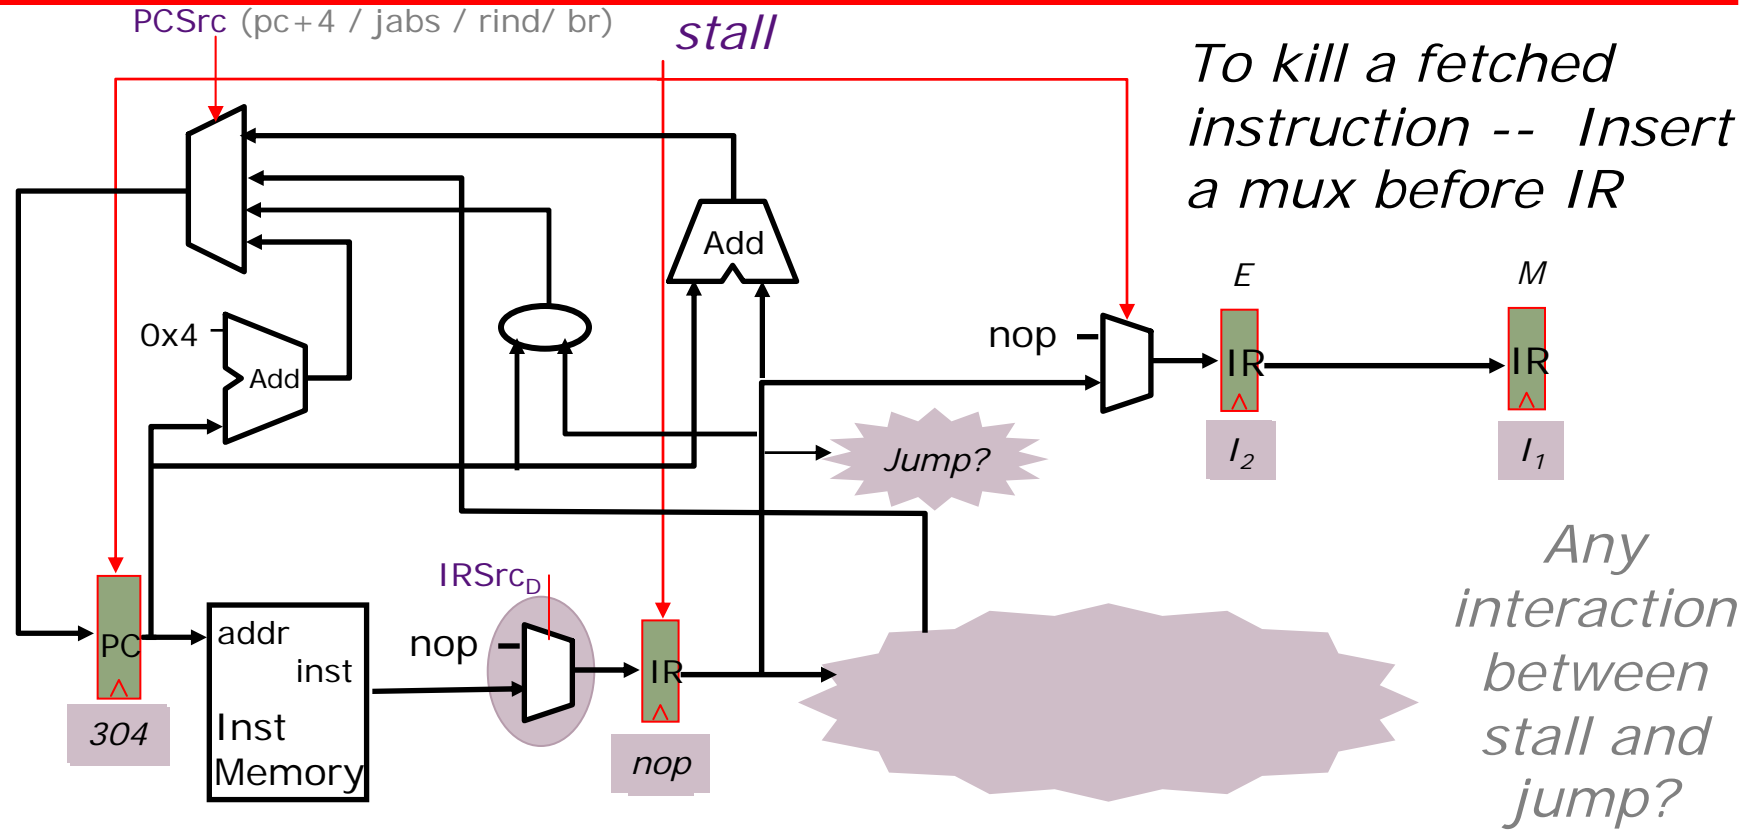 PCSrc (pc+4 / jabs / rind/ br)
stall
To kill a fetched
instruction -- Insert
a mux before IR
Add
E
M
0x4
Add
nop
IR
IR
Jump?
I2
I1
Any
interaction
between
stall and
jump?
IRSrcD
PC
addr
inst
Inst
Memory
nop
IR
304
nop